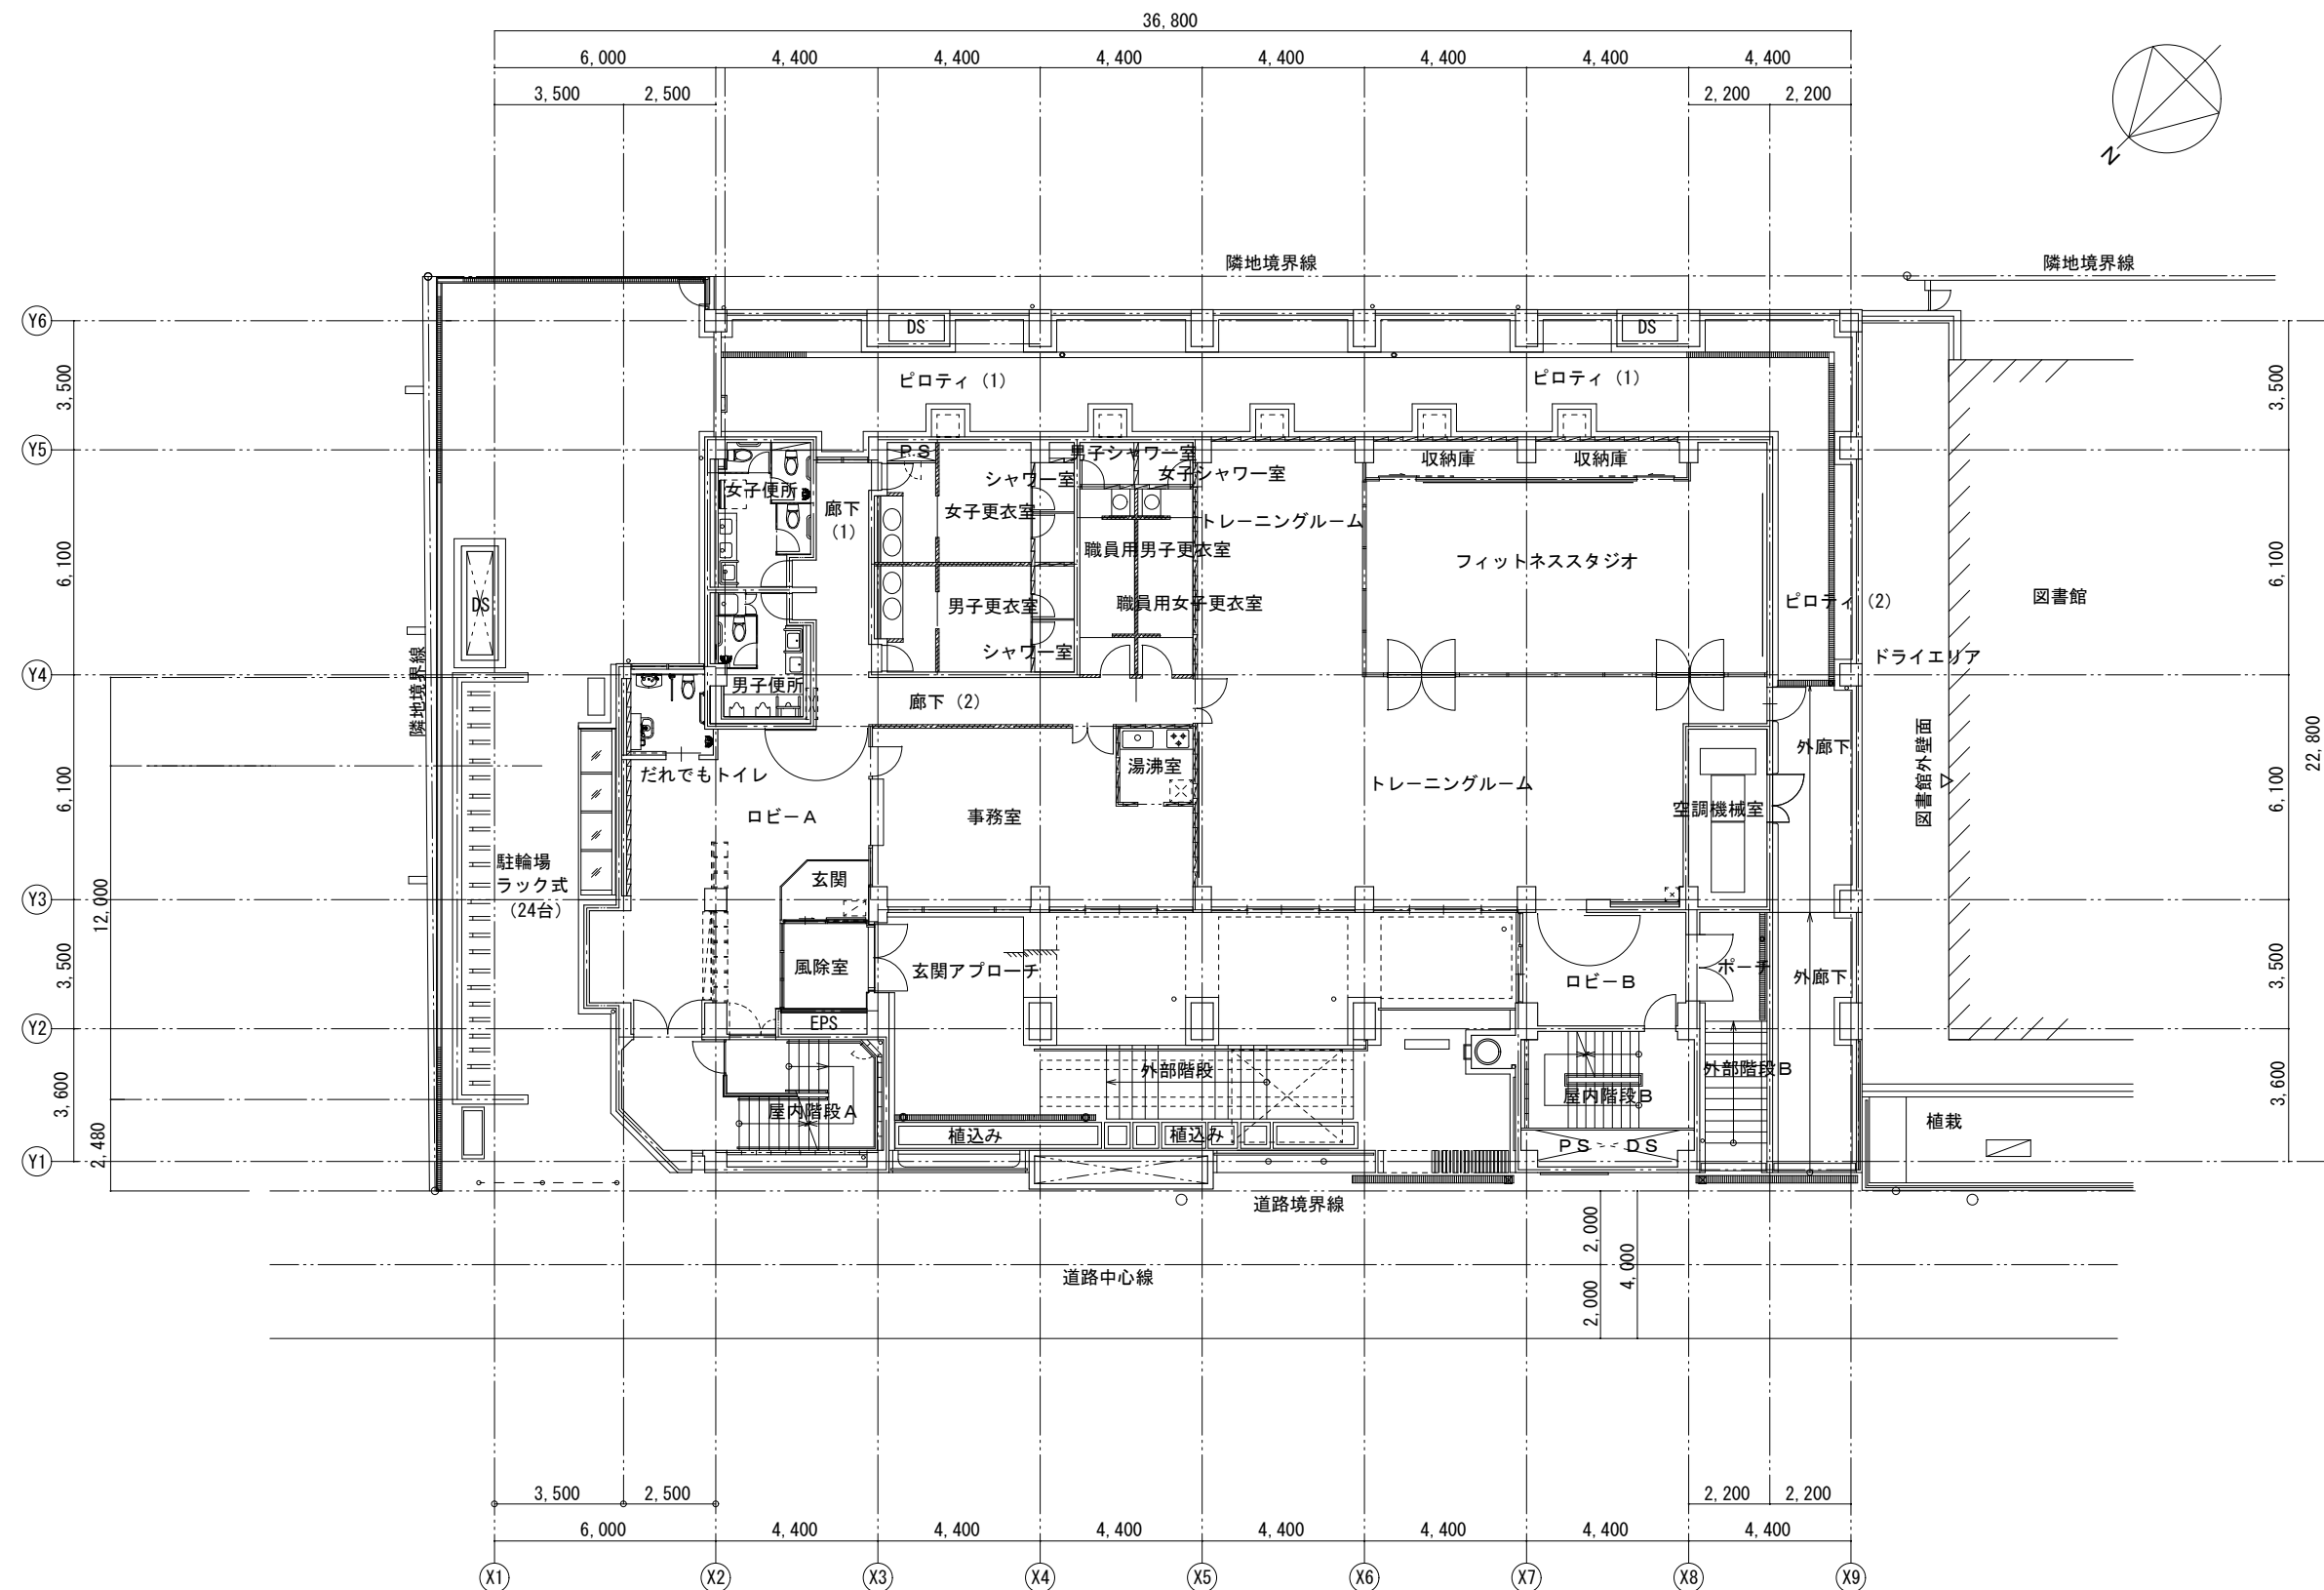 36,800
6,000 4,400 4,400 4,400 4,400 4,400 4,400 4,400
3,500 2,500 2,200 2,200
N
隣地境界線 隣地境界線
Y6
DS DS
ピロティ(1) ピロティ(1)
3,500 3,500
Y5
PS
シャワー室
男子シャワー室
女子シャワー室
収納庫 収納庫
女子便所
廊下
(1)
女子更衣室
トレーニングルーム
職員用男子更衣室
フィットネススタジオ
6,100 6,100
DS
男子更衣室
職員用女子更衣室
ピロティ(2)
図書館
シャワー室
ドライエリア
隣地境界線
Y4
男子便所
廊下(2)
図書館外壁面
22,800
外廊下
だれでもトイレ
湯沸室
トレーニングルーム
6,100 6,100
ロビーA
事務室
空調機械室
駐輪場
ラック式
(24台)
玄関
12,000
Y3
風除室
玄関アプローチ
ロビーB
ポーチ
外廊下
3,500 3,500
EPS
Y2
外部階段
外部階段B
屋内階段A
屋内階段B
3,600 3,600
植込み 植込み
PS DS
植栽
2,480
Y1
道路境界線
2,000
4,000
道路中心線
2,000
3,500 2,500 2,200 2,200
6,000 4,400 4,400 4,400 4,400 4,400 4,400 4,400
X1 X2 X3 X4 X5 X6 X7 X8 X9